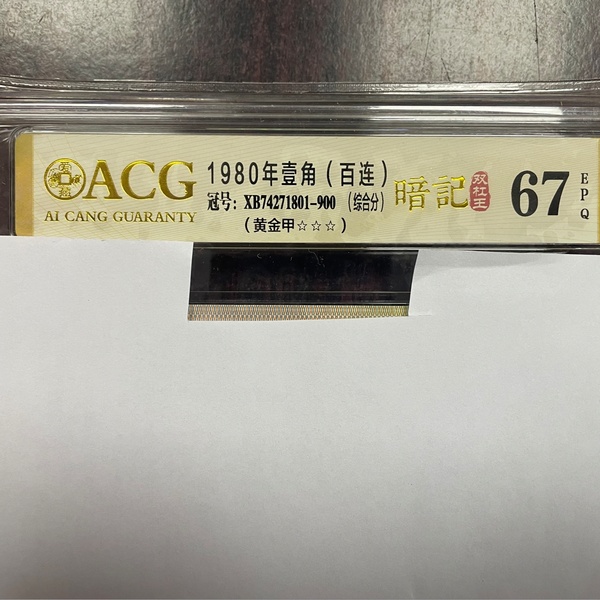 ACG
AI CANG GUARANTY
1980年壹角（百连）
冠号：XB74271801-900（综合分）
（黄金甲☆☆☆）
暗記
双杠王
67
EPQ